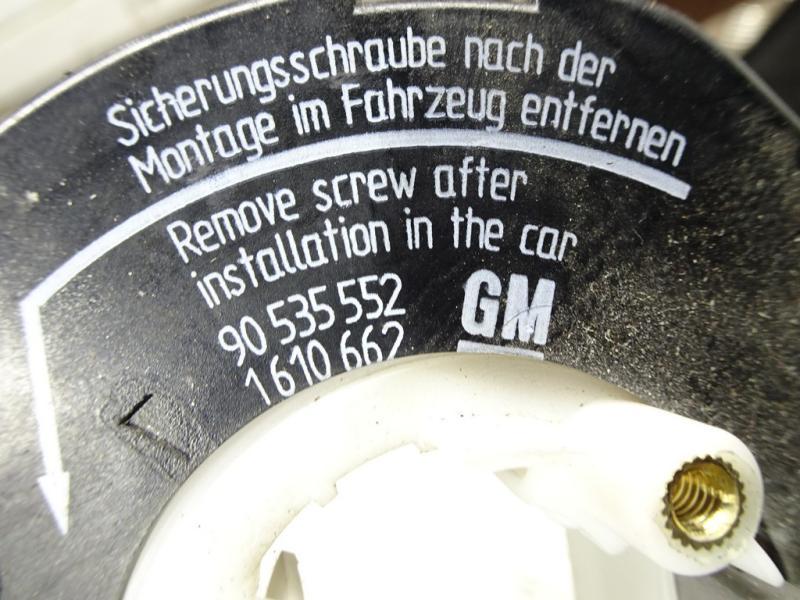 Sicherungsschraube nach der
Montage im Fahrzeug entfernen
Remove screw after
installation in the car
90 535 552
1 610 662
GM